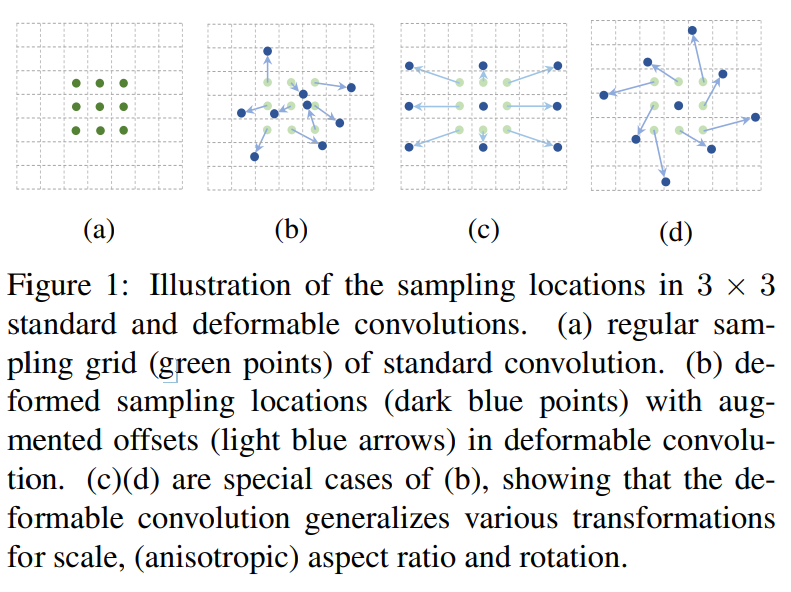 (a) (b) (c) (d)
Figure 1: Illustration of the sampling locations in 3 × 3
standard and deformable convolutions. (a) regular sam-
pling grid (green points) of standard convolution. (b) de-
formed sampling locations (dark blue points) with aug-
mented offsets (light blue arrows) in deformable convolu-
tion. (c)(d) are special cases of (b), showing that the de-
formable convolution generalizes various transformations
for scale, (anisotropic) aspect ratio and rotation.